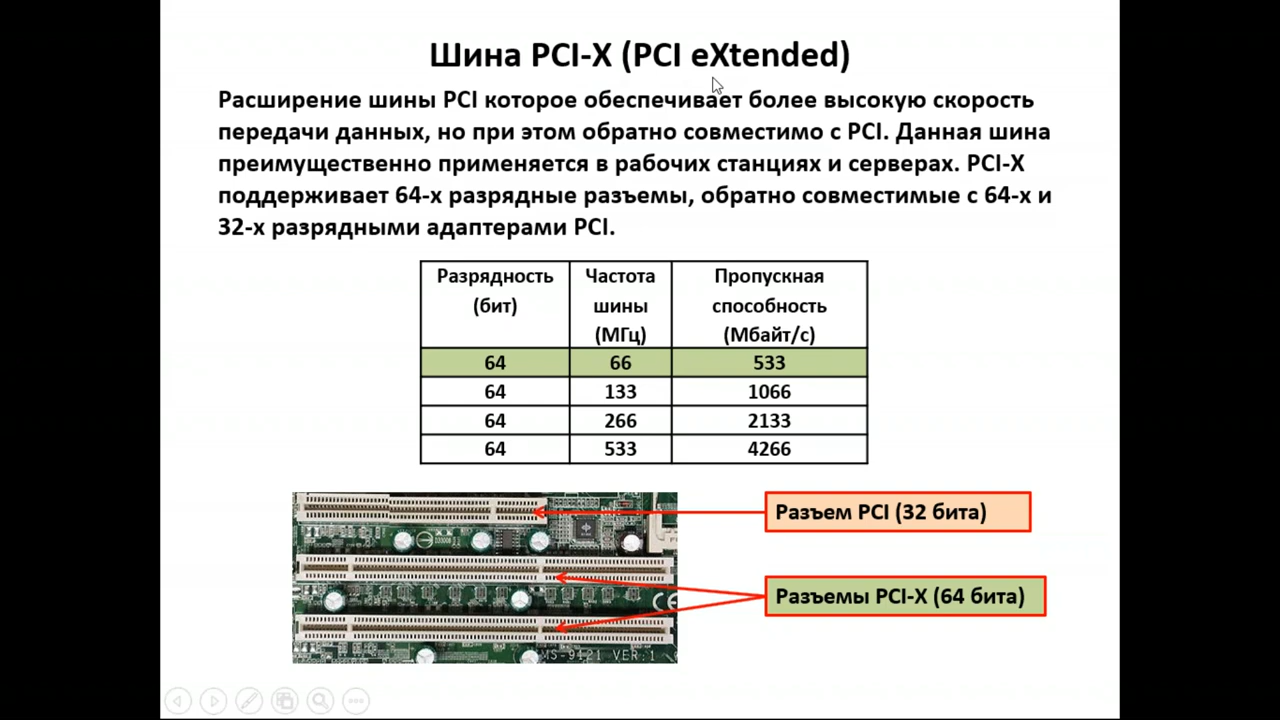 Шина PCI-X (PCI eXtended)
Расширение шины PCI которое обеспечивает более высокую скорость
передачи данных, но при этом обратно совместимо с PCI. Данная шина
преимущественно применяется в рабочих станциях и серверах. PCI-X
поддерживает 64-х разрядные разъемы, обратно совместимые с 64-х и
32-х разрядными адаптерами PCI.
Разрядность (бит) Частота шины (МГц) Пропускная способность (Мбайт/с)
64 66 533
64 133 1066
64 266 2133
64 533 4266
Разъем PCI (32 бита)
Разъемы PCI-X (64 бита)
CE
MS-9121 VER:1